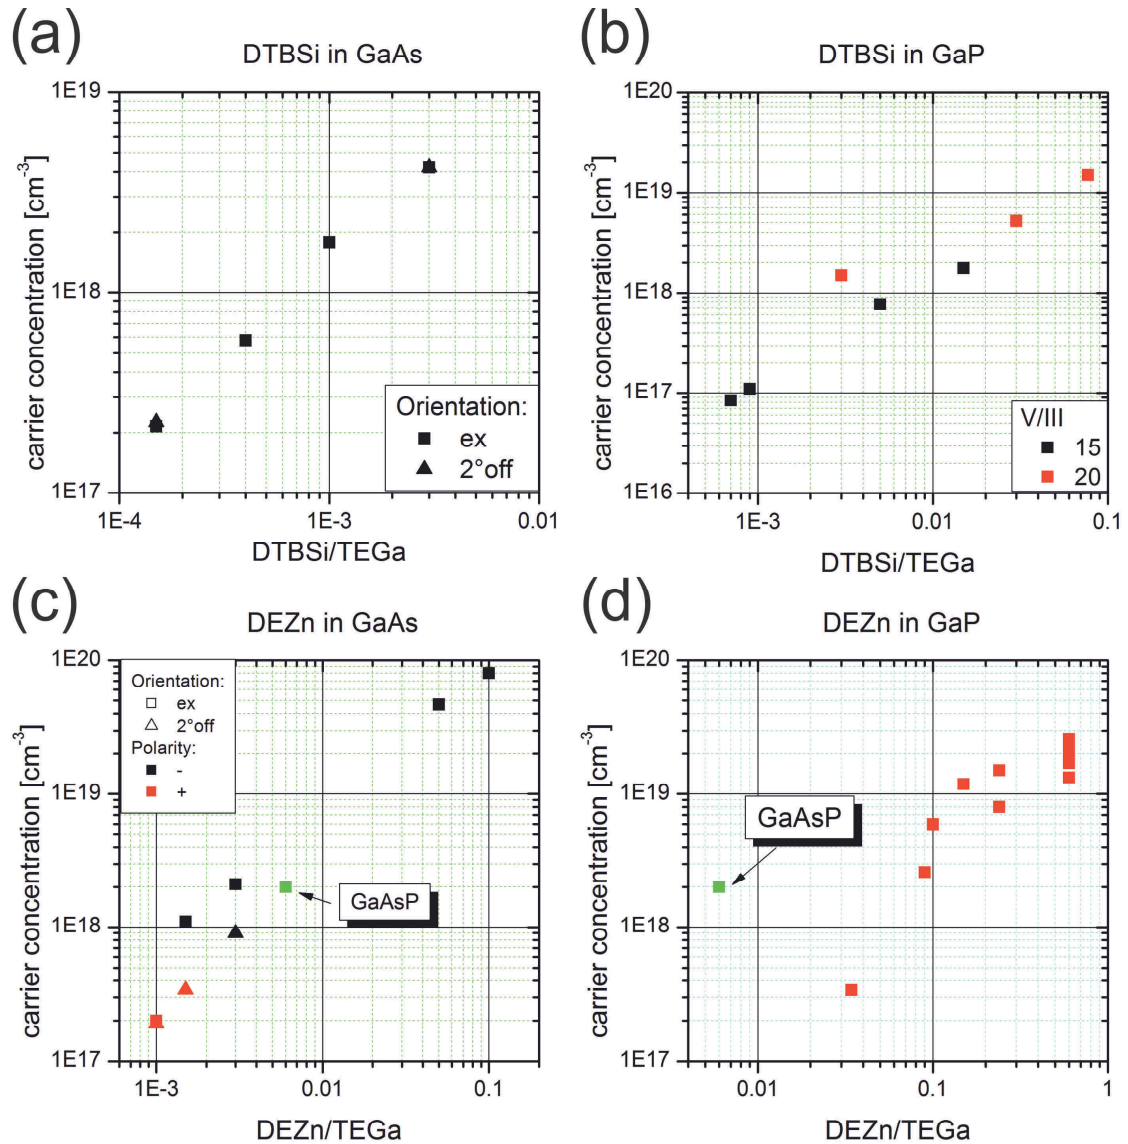 (a)
DTBSi in GaAs
1E19
1E18
1E17
carrier concentration [cm⁻³]
Orientation:
ex
2°off
1E-4
1E-3
0.01
DTBSi/TEGa
(b)
DTBSi in GaP
1E20
1E19
1E18
1E17
1E16
carrier concentration [cm⁻³]
V/III
15
20
1E-3
0.01
0.1
DTBSi/TEGa
(c)
DEZn in GaAs
1E20
1E19
1E18
1E17
carrier concentration [cm⁻³]
Orientation:
ex
2°off
Polarity:
-
+
GaAsP
1E-3
0.01
0.1
DEZn/TEGa
(d)
DEZn in GaP
1E20
1E19
1E18
1E17
carrier concentration [cm⁻³]
GaAsP
0.01
0.1
1
DEZn/TEGa